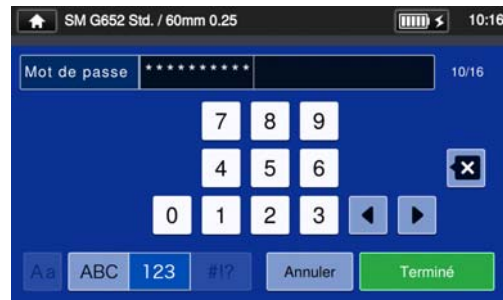 SM G652 Std. / 60mm 0.25 10:16
Mot de passe ********** 10/16
7 8 9
4 5 6
0 1 2 3
Aa ABC 123 #!? Annuler Terminé